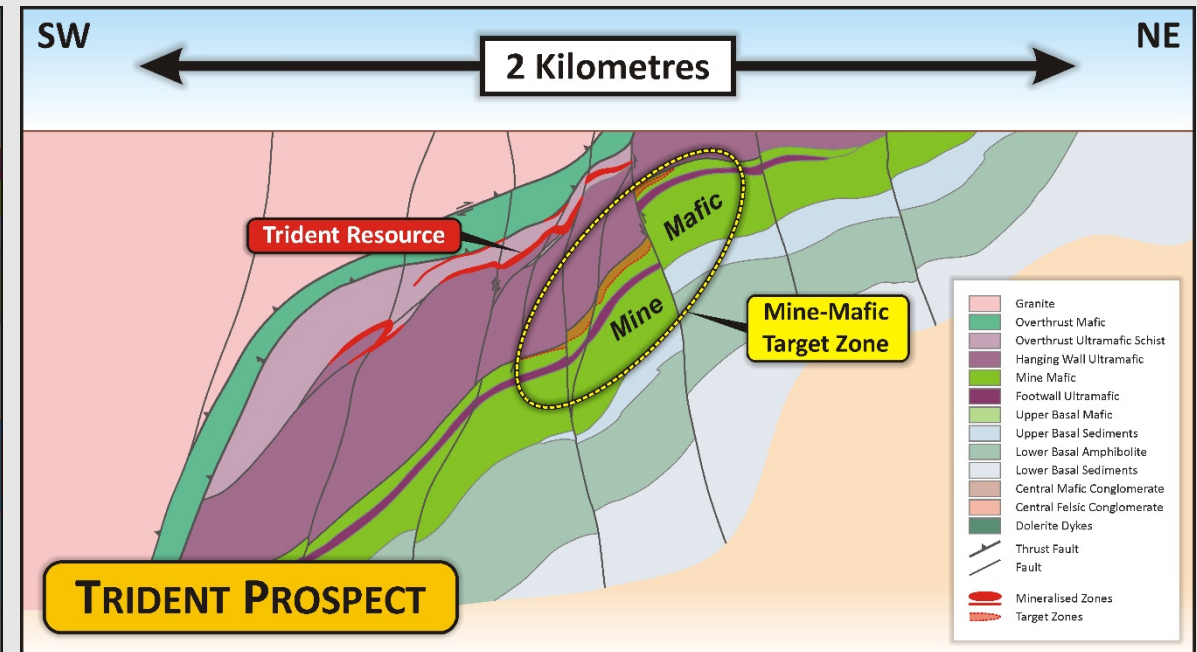 SW
2 Kilometres
NE
Trident Resource
Mafic
Mine
Mine-Mafic
Target Zone
TRIDENT PROSPECT
Granite
Overthrust Mafic
Overthrust Ultramafic Schist
Hanging Wall Ultramafic
Mine Mafic
Footwall Ultramafic
Upper Basal Mafic
Upper Basal Sediments
Lower Basal Amphibolite
Lower Basal Sediments
Central Mafic Conglomerate
Central Felsic Conglomerate
Dolerite Dykes
Thrust Fault
Fault
Mineralised Zones
Target Zones